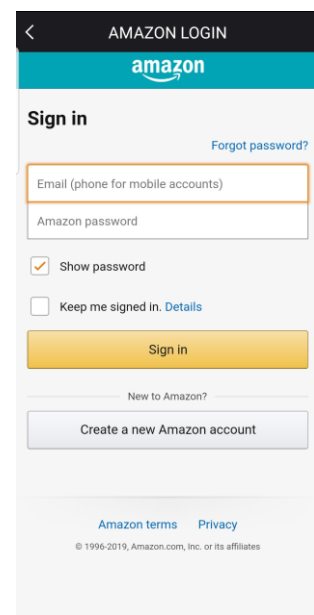 AMAZON LOGIN
amazon
Sign in
Forgot password?
Email (phone for mobile accounts)
Amazon password
Show password
Keep me signed in. Details
Sign in
New to Amazon?
Create a new Amazon account
Amazon terms Privacy
© 1996-2019, Amazon.com, Inc. or its affiliates